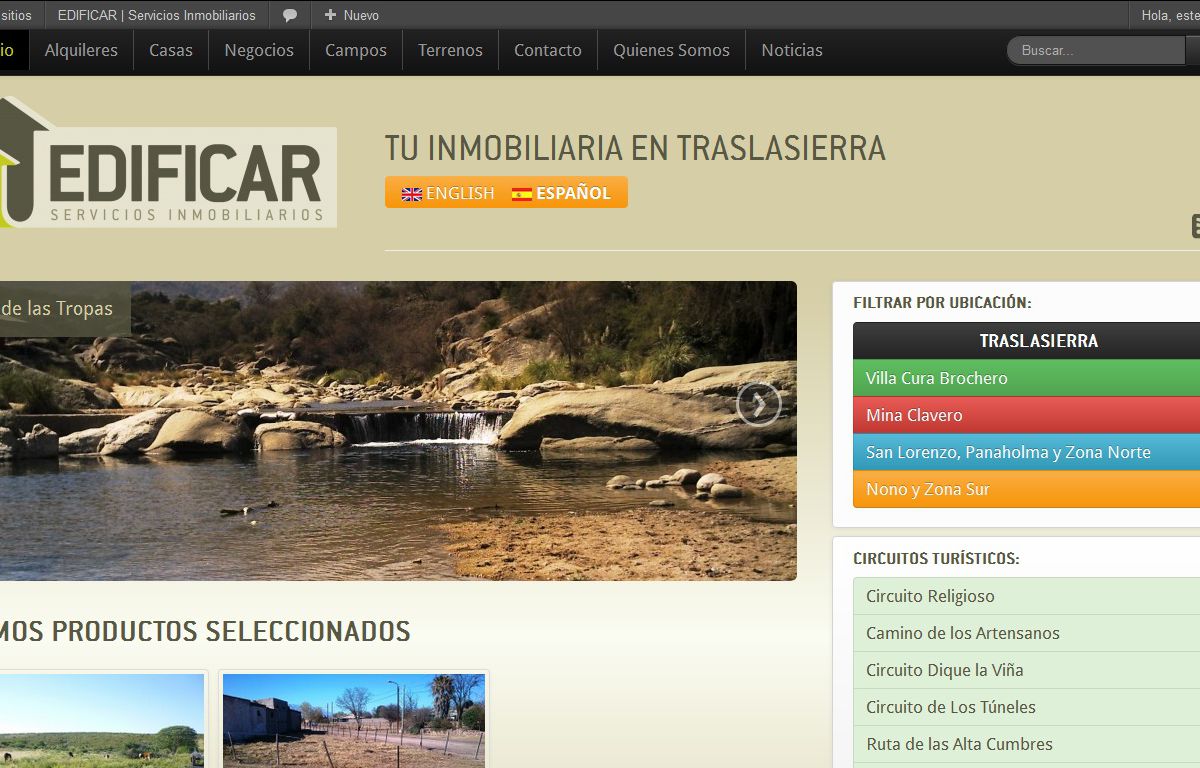 sitios EDIFICAR | Servicios Inmobiliarios Nuevo Hola, este
io Alquileres Casas Negocios Campos Terrenos Contacto Quienes Somos Noticias Buscar...
EDIFICAR
SERVICIOS INMOBILIARIOS
TU INMOBILIARIA EN TRASLASIERRA
ENGLISH ESPAÑOL
de las Tropas
FILTRAR POR UBICACIÓN:
TRASLASIERRA
Villa Cura Brochero
Mina Clavero
San Lorenzo, Panaholma y Zona Norte
Nono y Zona Sur
CIRCUITOS TURÍSTICOS:
Circuito Religioso
Camino de los Artensanos
Circuito Dique la Viña
Circuito de Los Túneles
Ruta de las Alta Cumbres
MOS PRODUCTOS SELECCIONADOS